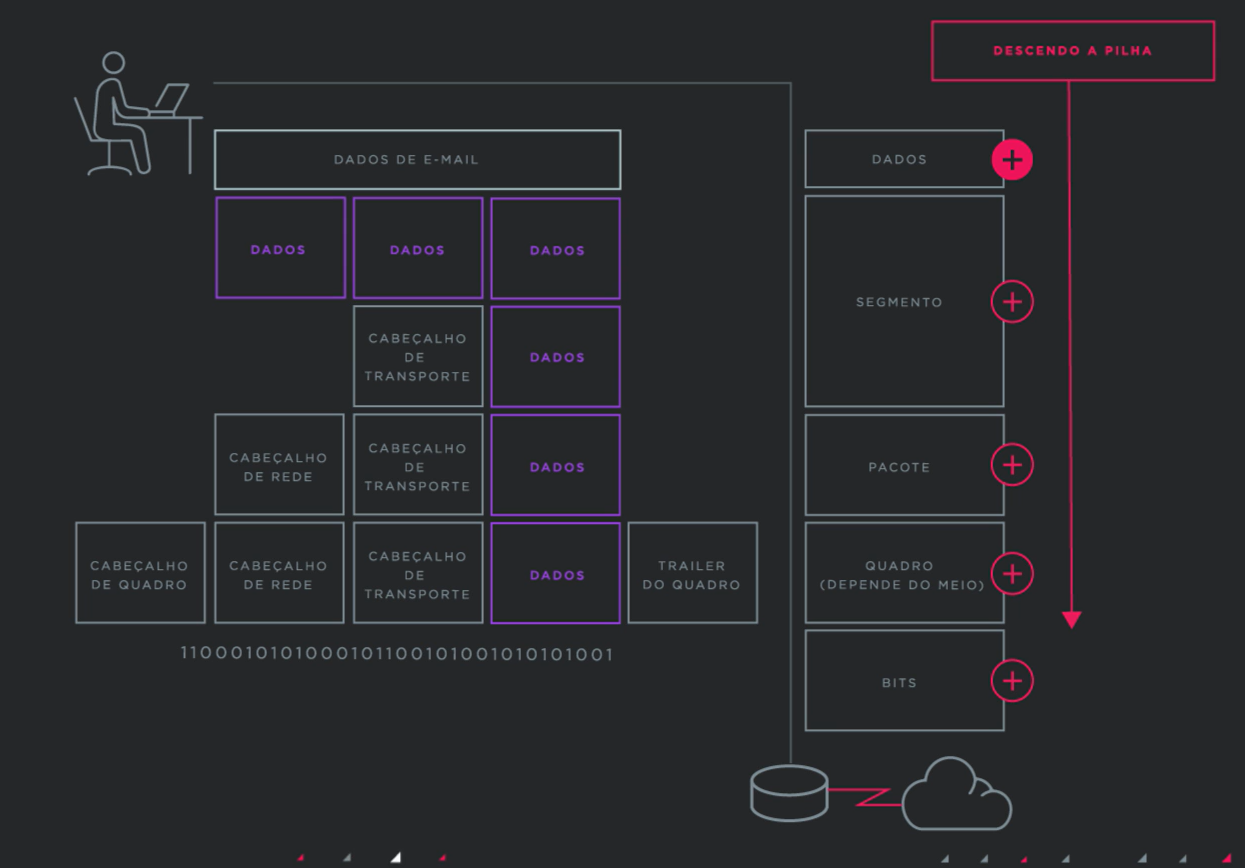 DESCENDO A PILHA
DADOS DE E-MAIL
DADOS
DADOS
DADOS
DADOS
CABEÇALHO
DE
TRANSPORTE
DADOS
SEGMENTO
CABEÇALHO
DE REDE
CABEÇALHO
DE
TRANSPORTE
DADOS
PACOTE
CABEÇALHO
DE QUADRO
CABEÇALHO
DE REDE
CABEÇALHO
DE
TRANSPORTE
DADOS
TRAILER
DO QUADRO
QUADRO
(DEPENDE DO MEIO)
1100010101000101100101001010101001
BITS